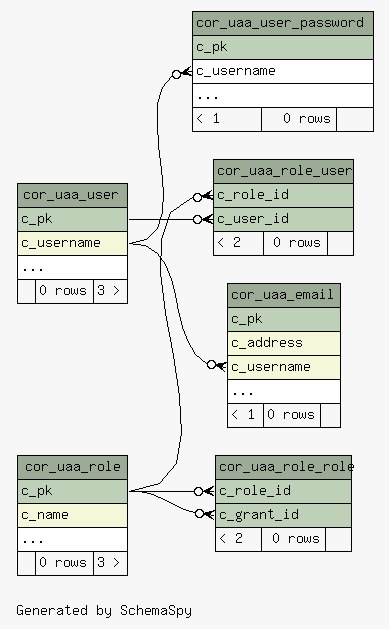 cor_uaa_user_password
c_pk
c_username
...
< 1 0 rows
cor_uaa_role_user
c_role_id
c_user_id
< 2 0 rows
cor_uaa_user
c_pk
c_username
...
0 rows 3 >
cor_uaa_email
c_pk
c_address
c_username
...
< 1 0 rows
cor_uaa_role
c_pk
c_name
...
0 rows 3 >
cor_uaa_role_role
c_role_id
c_grant_id
< 2 0 rows
Generated by SchemaSpy